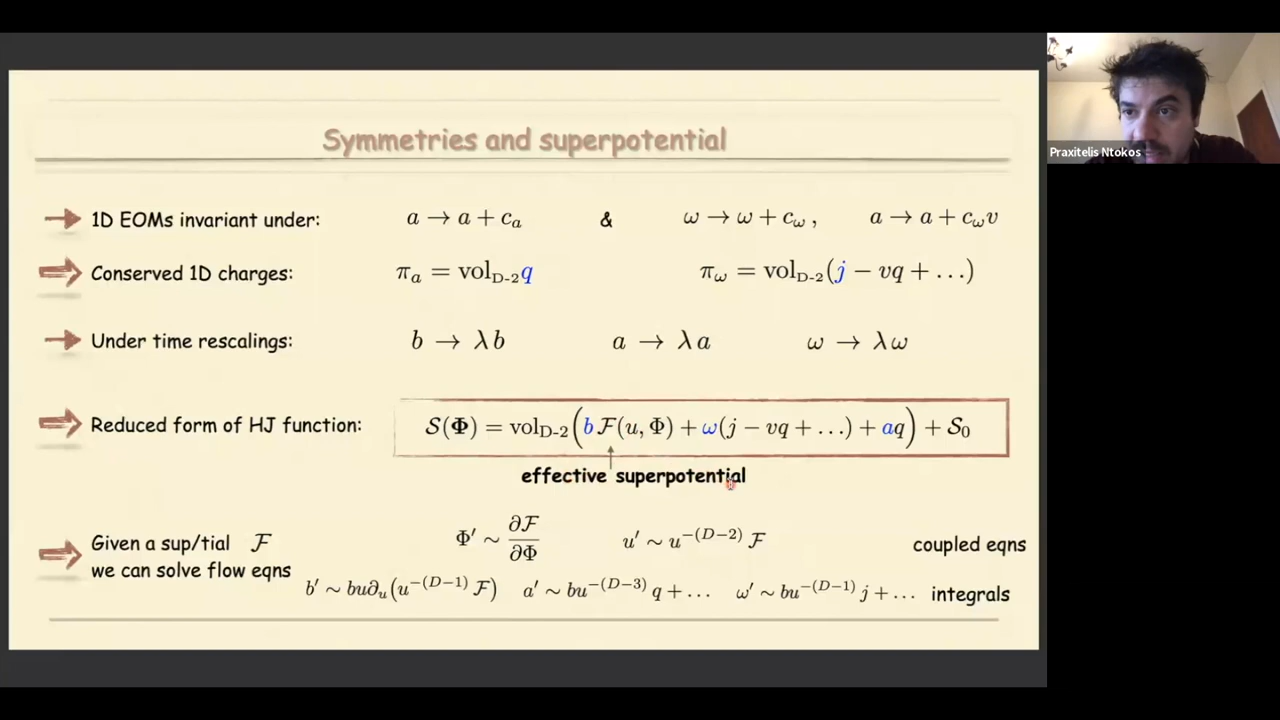 Symmetries and superpotential
Praxitelis Ntokos
1D EOMs invariant under: a → a + c_a & ω → ω + c_ω , a → a + c_ω v
Conserved 1D charges: π_a = vol_{D-2} q π_ω = vol_{D-2}(j − vq + …)
Under time rescalings: b → λ b a → λ a ω → λ ω
Reduced form of HJ function: 𝒮(Φ) = vol_{D-2}(b ℱ(u, Φ) + ω(j − vq + …) + aq) + 𝒮_0
effective superpotential
Given a sup/tial ℱ Φ′ ∼ ∂ℱ/∂Φ u′ ∼ u^{−(D−2)} ℱ coupled eqns
we can solve flow eqns b′ ∼ bu∂_u(u^{−(D−1)} ℱ) a′ ∼ bu^{−(D−3)} q + … ω′ ∼ bu^{−(D−1)} j + … integrals